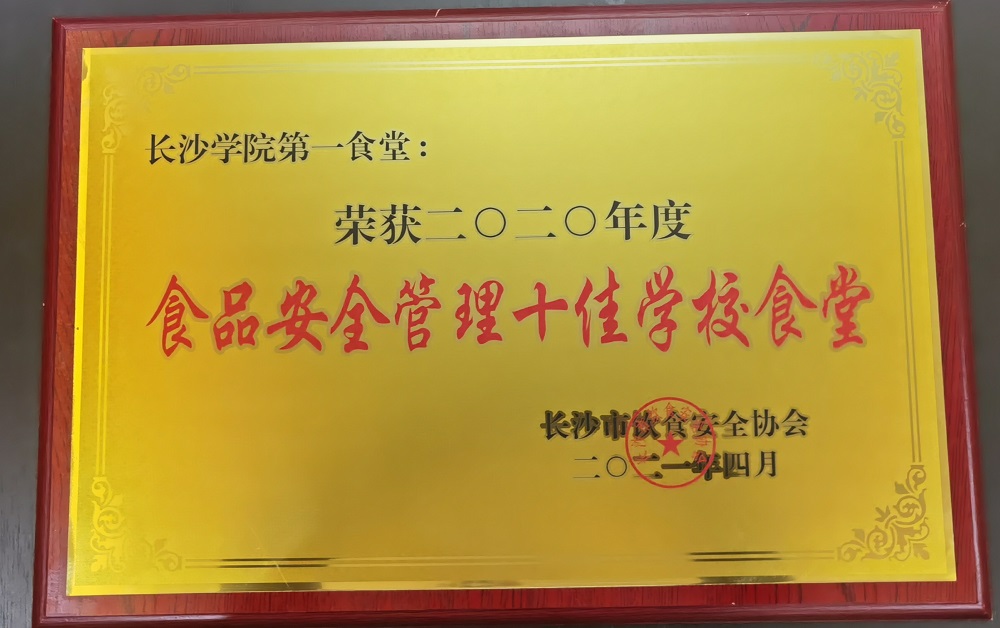 长沙学院第一食堂：
荣获二〇二〇年度
食品安全管理十佳学校食堂
长沙市饮食安全协会
二〇二一年四月